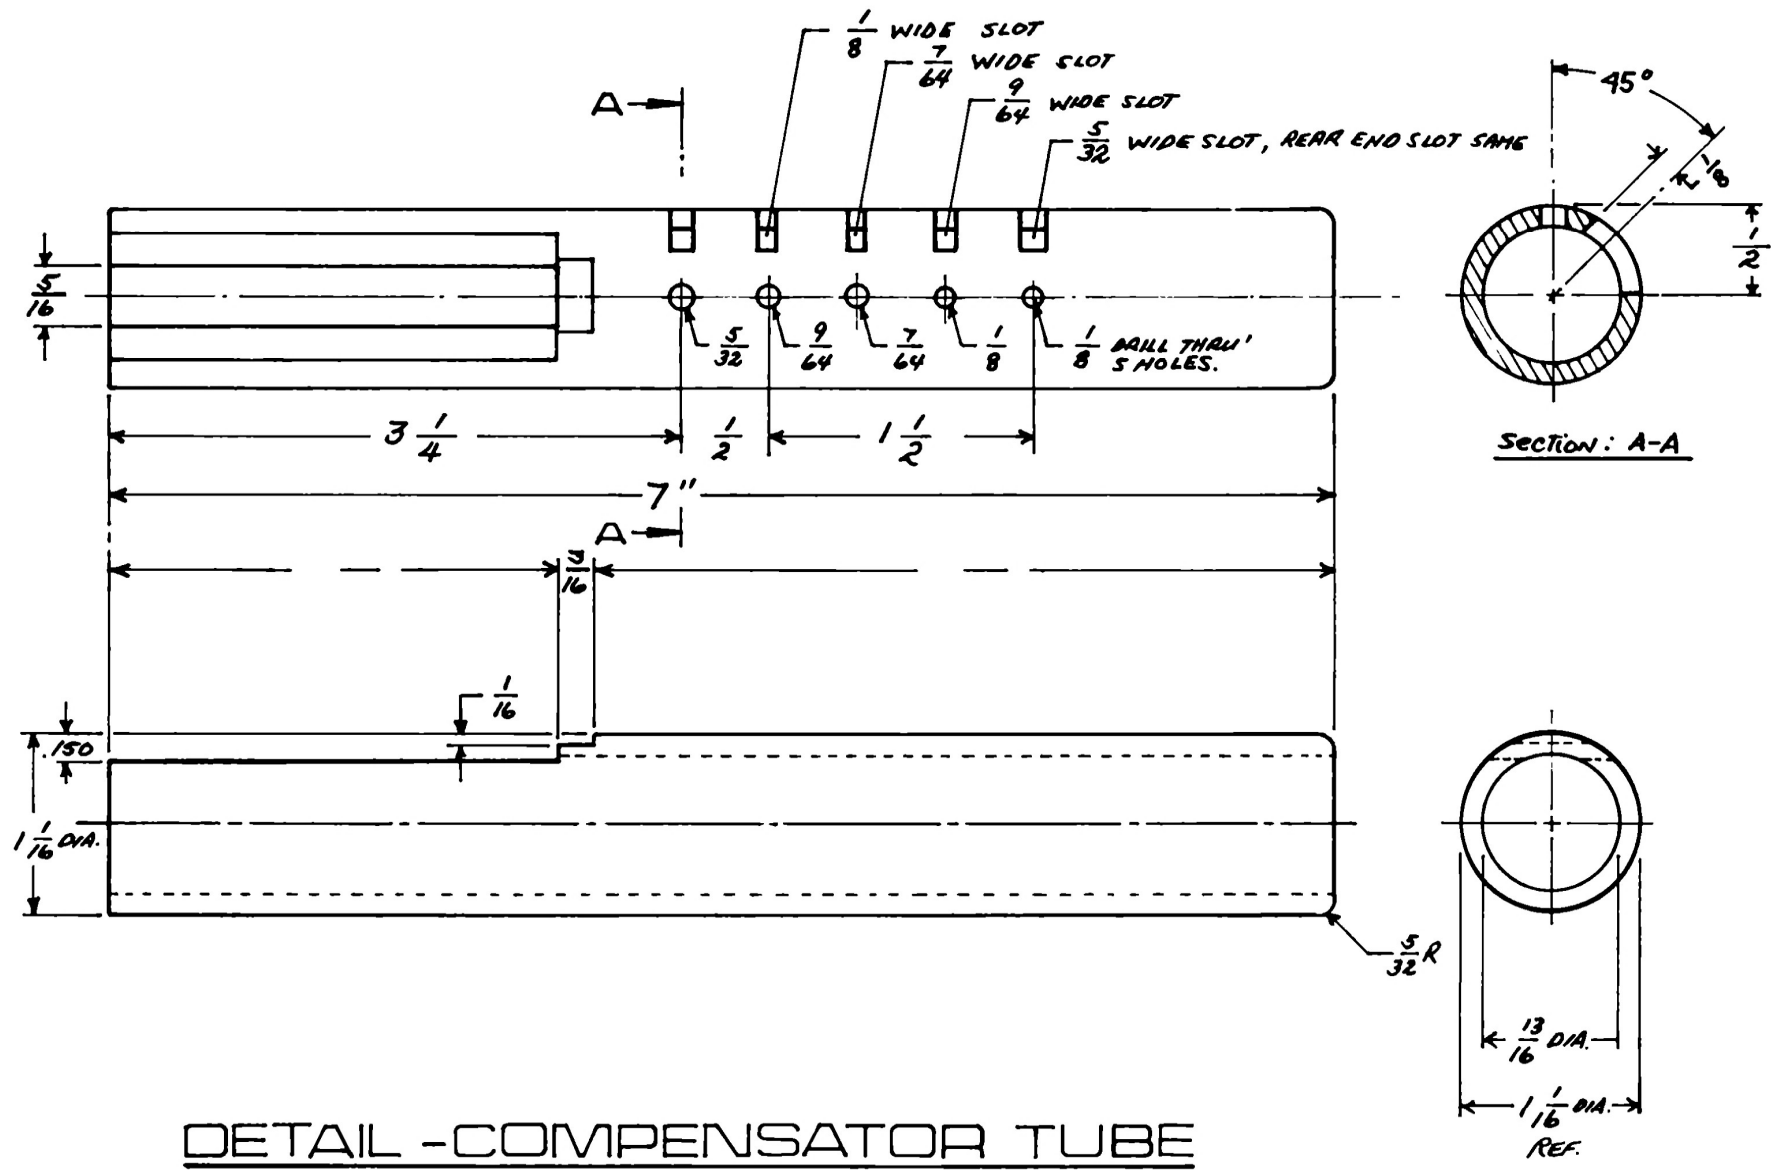 1/8 WIDE SLOT
7/64 WIDE SLOT
9/64 WIDE SLOT
5/32 WIDE SLOT, REAR END SLOT SAME
A
45°
1/8
1/2
5/16
5/32
9/64
7/64
1/8
1/8 DRILL THRU'
5 HOLES.
3 1/4
1/2
1 1/2
SECTION: A-A
7"
A
3/16
1/16
.150
1 1/16 DIA.
5/32 R
13/16 DIA.
1 1/16 DIA.
REF.
DETAIL - COMPENSATOR TUBE